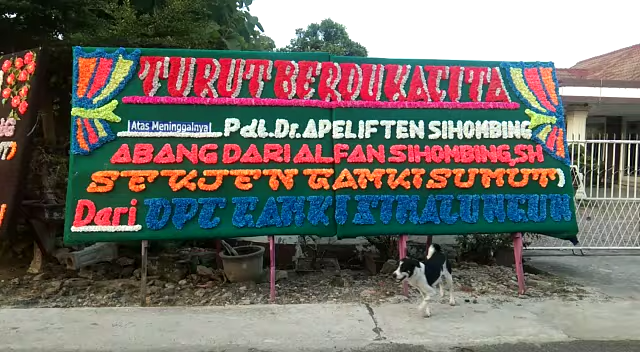 TURUT BERDUKACITA
Atas Meninggalnya Pdt.Dr.APELIFTEN SIHOMBING
ABANG DARI ALFAN SIHOMBING,SH
SEKJEN GAMKI SUMUT
Dari DPC GAMKI SIMALUNGUN